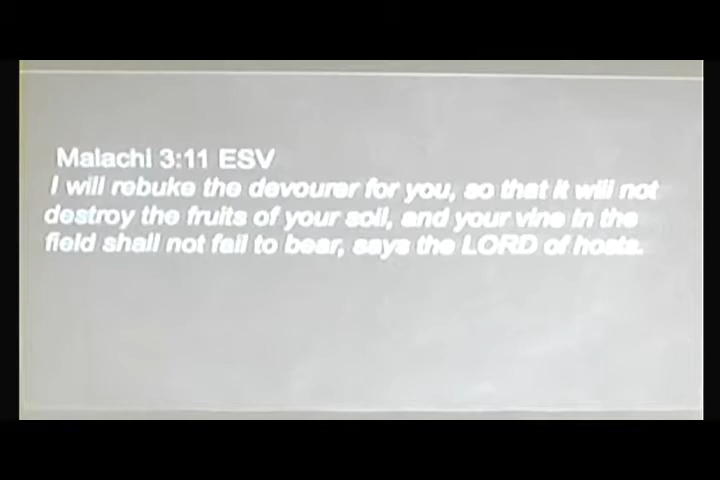 Malachi 3:11 ESV
I will rebuke the devourer for you, so that it will not
destroy the fruits of your soil, and your vine in the
field shall not fail to bear, says the LORD of hosts.